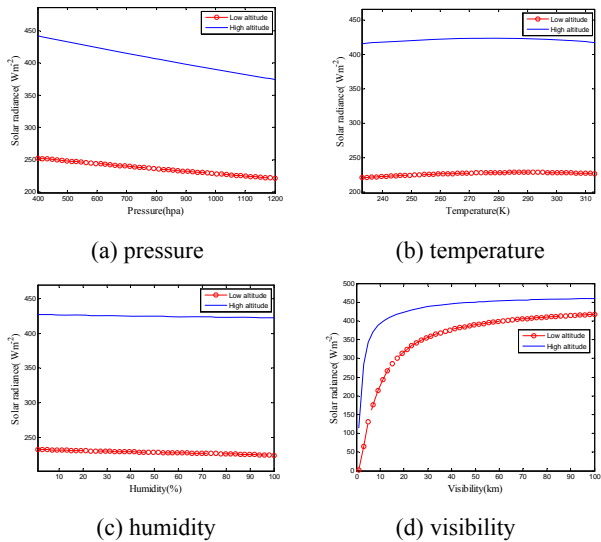 Low altitude
High altitude
Solar radiance( Wm-2)
450
400
350
300
250
200
400 500 600 700 800 900 1000 1100 1200
Pressure(hpa)
(a) pressure
Low altitude
High altitude
Solar radiance( Wm-2)
450
400
350
300
250
200
240 250 260 270 280 290 300 310
Temperature(K)
(b) temperature
Low altitude
High altitude
Solar radiance( Wm-2)
450
400
350
300
250
10 20 30 40 50 60 70 80 90 100
Humidity(%)
(c) humidity
Low altitude
High altitude
Solar radiance( Wm-2)
500
450
400
350
300
250
200
150
100
50
0
0 10 20 30 40 50 60 70 80 90 100
Visibility(km)
(d) visibility